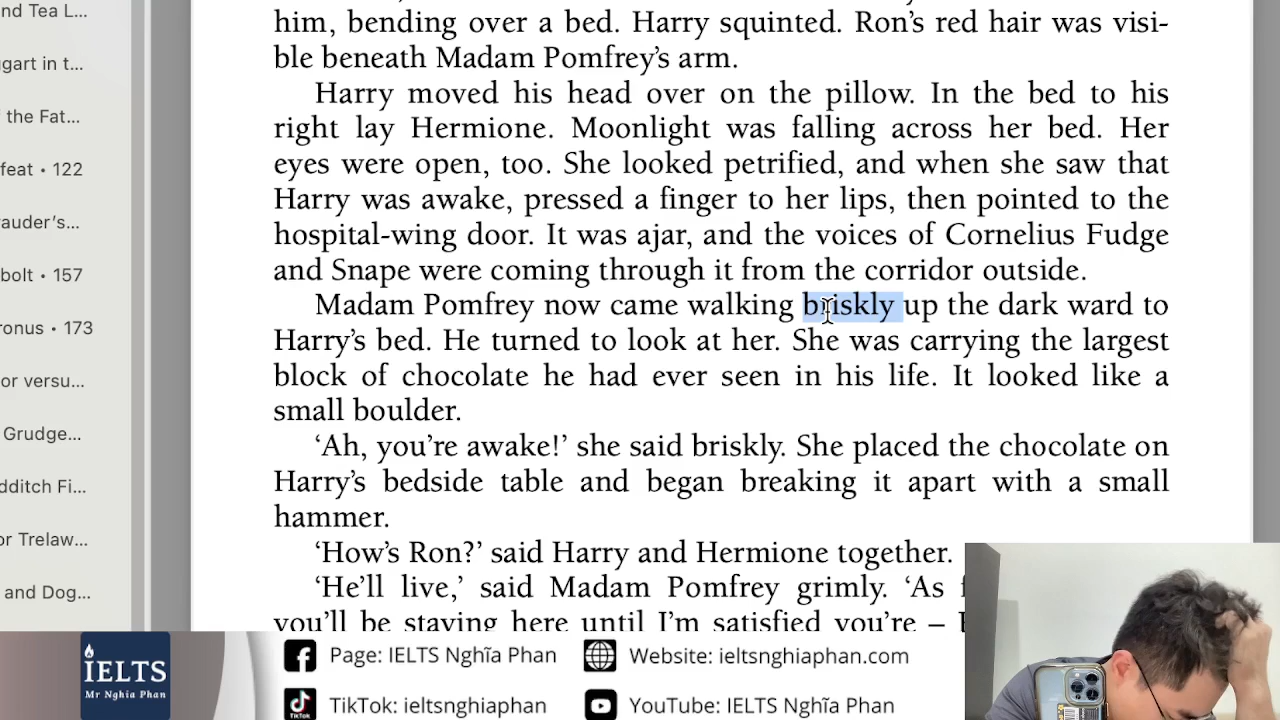 nd Tea L...
ggart in t...
f the Fat...
feat • 122
rauder's...
bolt • 157
ronus • 173
or versu...
Grudge...
dditch Fi...
or Trelaw...
and Dog...
him, bending over a bed. Harry squinted. Ron's red hair was visi-
ble beneath Madam Pomfrey's arm.
Harry moved his head over on the pillow. In the bed to his
right lay Hermione. Moonlight was falling across her bed. Her
eyes were open, too. She looked petrified, and when she saw that
Harry was awake, pressed a finger to her lips, then pointed to the
hospital-wing door. It was ajar, and the voices of Cornelius Fudge
and Snape were coming through it from the corridor outside.
Madam Pomfrey now came walking briskly up the dark ward to
Harry's bed. He turned to look at her. She was carrying the largest
block of chocolate he had ever seen in his life. It looked like a
small boulder.
‘Ah, you're awake!’ she said briskly. She placed the chocolate on
Harry's bedside table and began breaking it apart with a small
hammer.
‘How's Ron?’ said Harry and Hermione together.
‘He'll live,’ said Madam Pomfrey grimly. ‘As
you'll be staying here until I'm satisfied you're –
IELTS
Mr Nghia Phan
Page: IELTS Nghĩa Phan
Website: ieltsnghiaphan.com
TikTok
TikTok: ieltsnghiaphan
YouTube: IELTS Nghĩa Phan